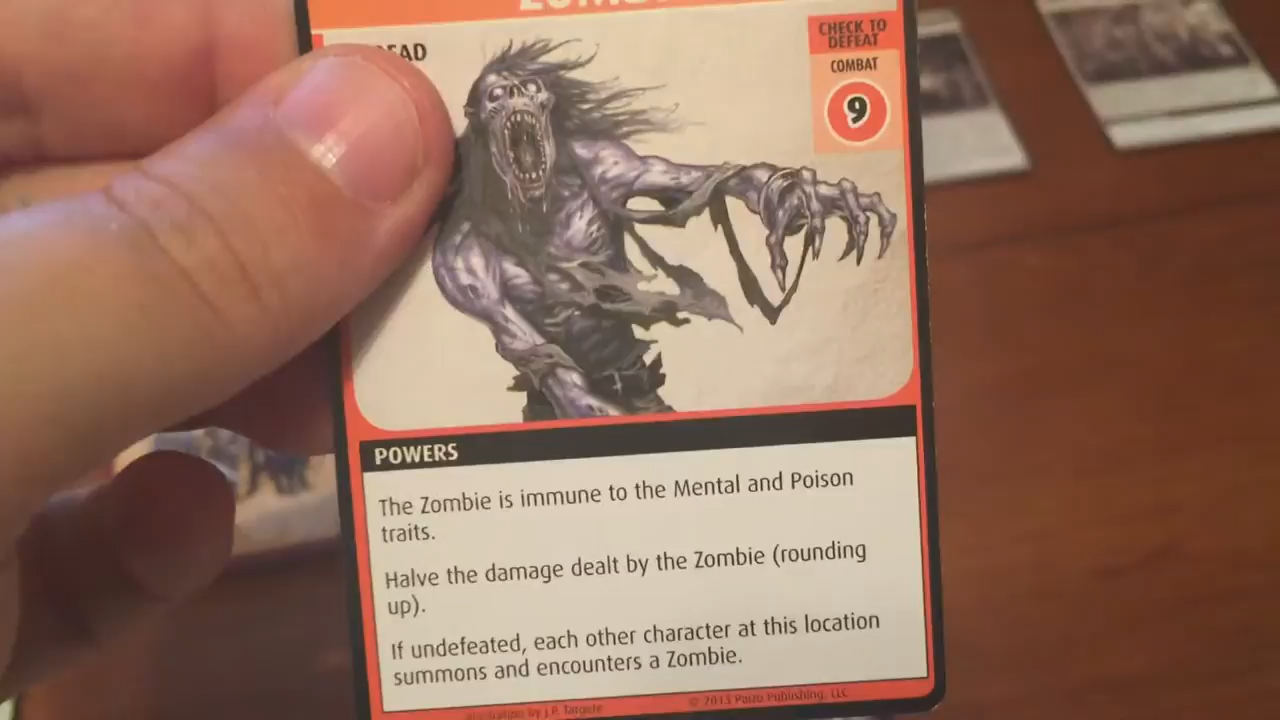 CHECK TO
DEFEAT
COMBAT
9
POWERS
The Zombie is immune to the Mental and Poison
traits.
Halve the damage dealt by the Zombie (rounding
up).
If undefeated, each other character at this location
summons and encounters a Zombie.
by J.P. Targete
© 2013 Paizo Publishing, LLC